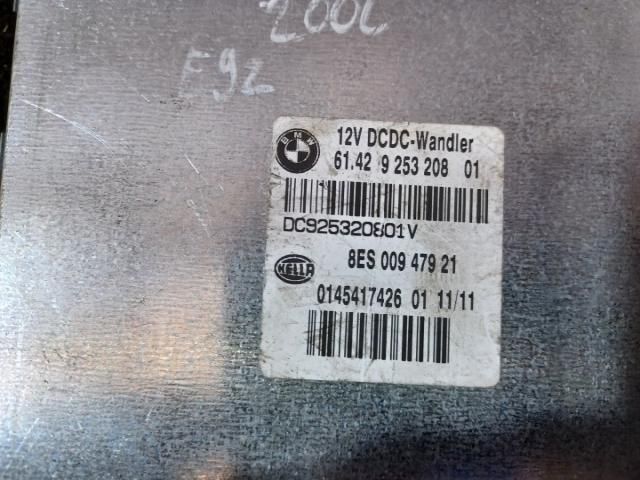 E92
BMW
12V DCDC-Wandler
61.42 9 253 208 01
DC925320801V
8ES 009 479 21
HELLA
0145417426 01 11/11